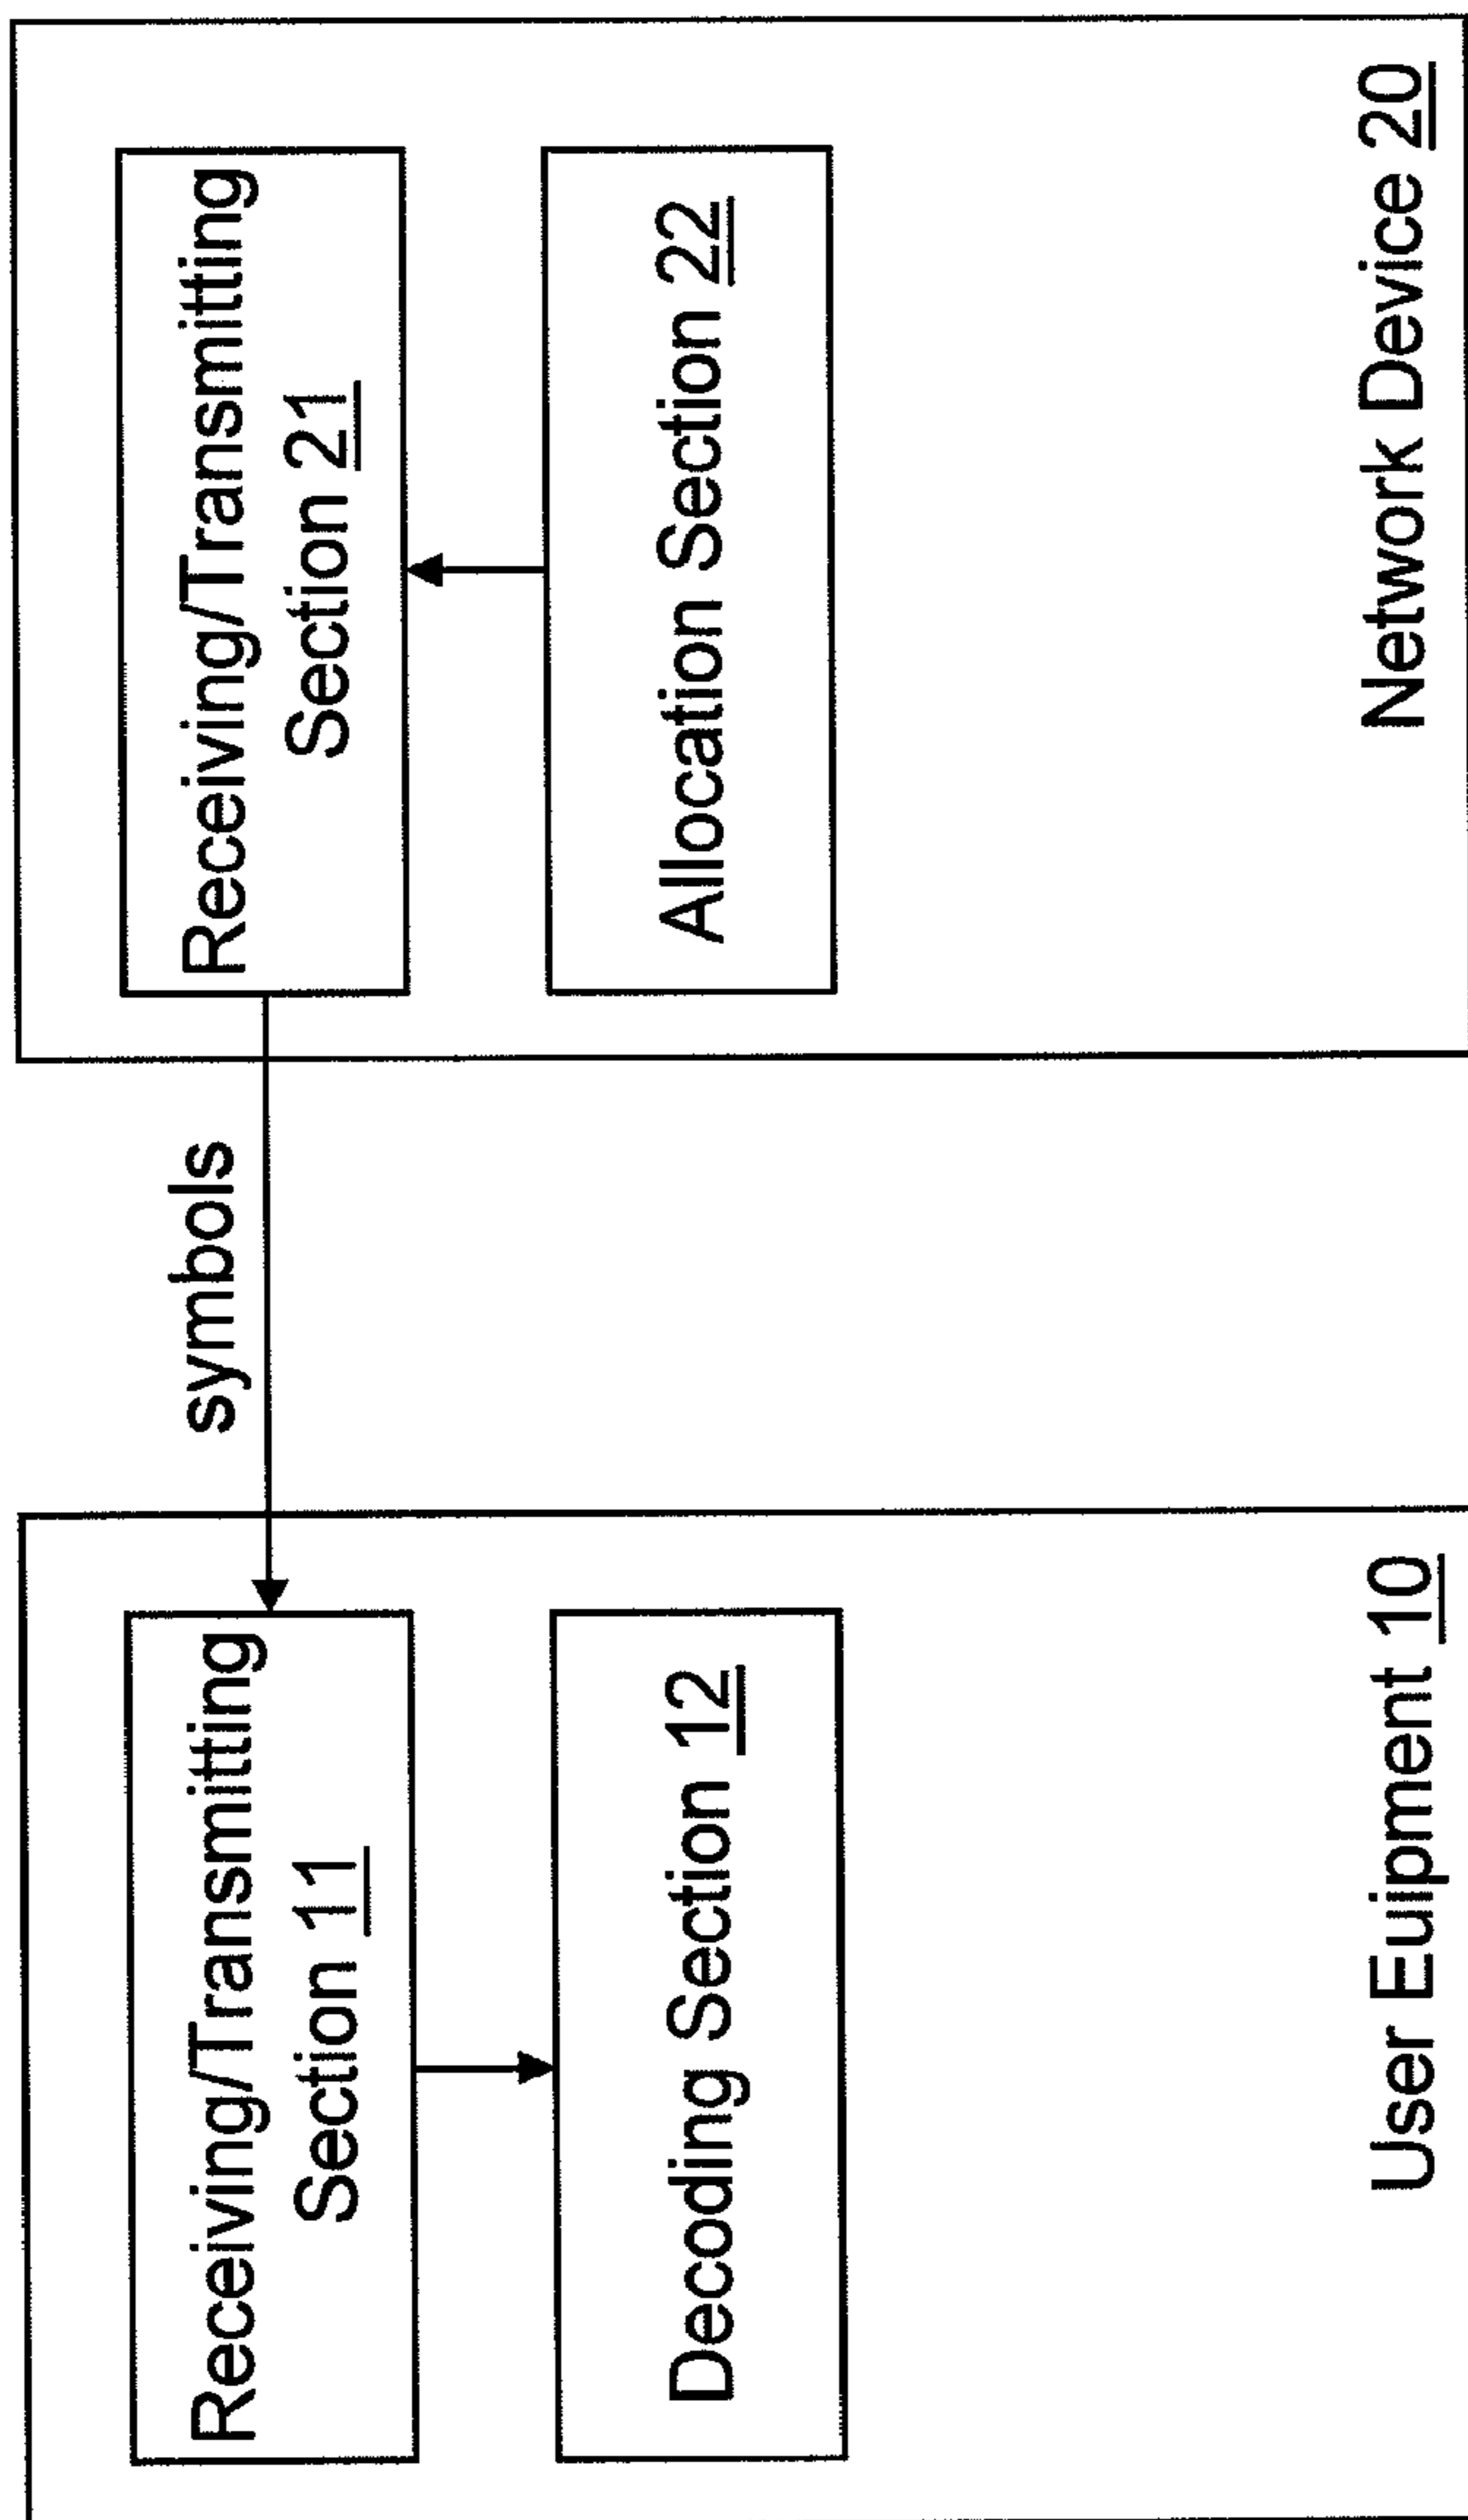 Receiving/Transmitting
Section 11
Decoding Section 12
User Euipment 10
symbols
Receiving/Transmitting
Section 21
Allocation Section 22
Network Device 20